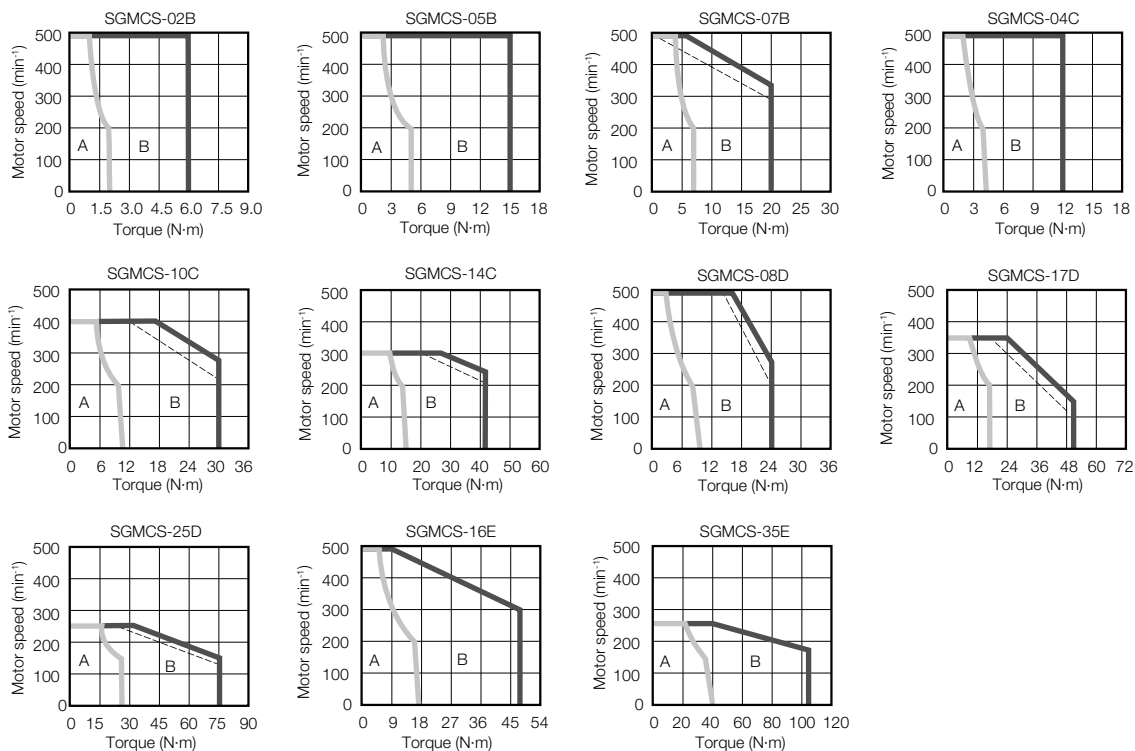 SGMCS-02B
500
400
300
200
100
0
Motor speed (min⁻¹)
A
B
0 1.5 3.0 4.5 6.0 7.5 9.0
Torque (N·m)
SGMCS-05B
500
400
300
200
100
0
Motor speed (min⁻¹)
A
B
0 3 6 9 12 15 18
Torque (N·m)
SGMCS-07B
500
400
300
200
100
0
Motor speed (min⁻¹)
A
B
0 5 10 15 20 25 30
Torque (N·m)
SGMCS-04C
500
400
300
200
100
0
Motor speed (min⁻¹)
A
B
0 3 6 9 12 15 18
Torque (N·m)
SGMCS-10C
500
400
300
200
100
0
Motor speed (min⁻¹)
A
B
0 6 12 18 24 30 36
Torque (N·m)
SGMCS-14C
500
400
300
200
100
0
Motor speed (min⁻¹)
A
B
0 10 20 30 40 50 60
Torque (N·m)
SGMCS-08D
500
400
300
200
100
0
Motor speed (min⁻¹)
A
B
0 6 12 18 24 30 36
Torque (N·m)
SGMCS-17D
500
400
300
200
100
0
Motor speed (min⁻¹)
A
B
0 12 24 36 48 60 72
Torque (N·m)
SGMCS-25D
500
400
300
200
100
0
Motor speed (min⁻¹)
A
B
0 15 30 45 60 75 90
Torque (N·m)
SGMCS-16E
500
400
300
200
100
0
Motor speed (min⁻¹)
A
B
0 9 18 27 36 45 54
Torque (N·m)
SGMCS-35E
500
400
300
200
100
0
Motor speed (min⁻¹)
A
B
0 20 40 60 80 100 120
Torque (N·m)